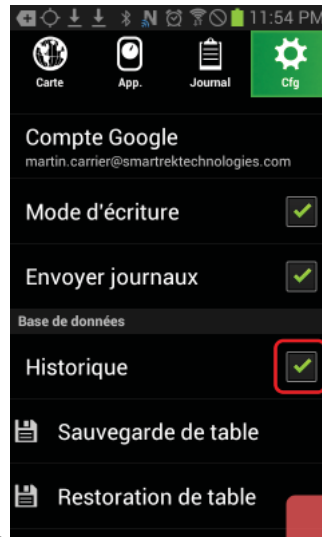 11:54 PM
Carte
App.
Journal
Cfg
Compte Google
martin.carrier@smartrektechnologies.com
Mode d'écriture
Envoyer journaux
Base de données
Historique
Sauvegarde de table
Restoration de table